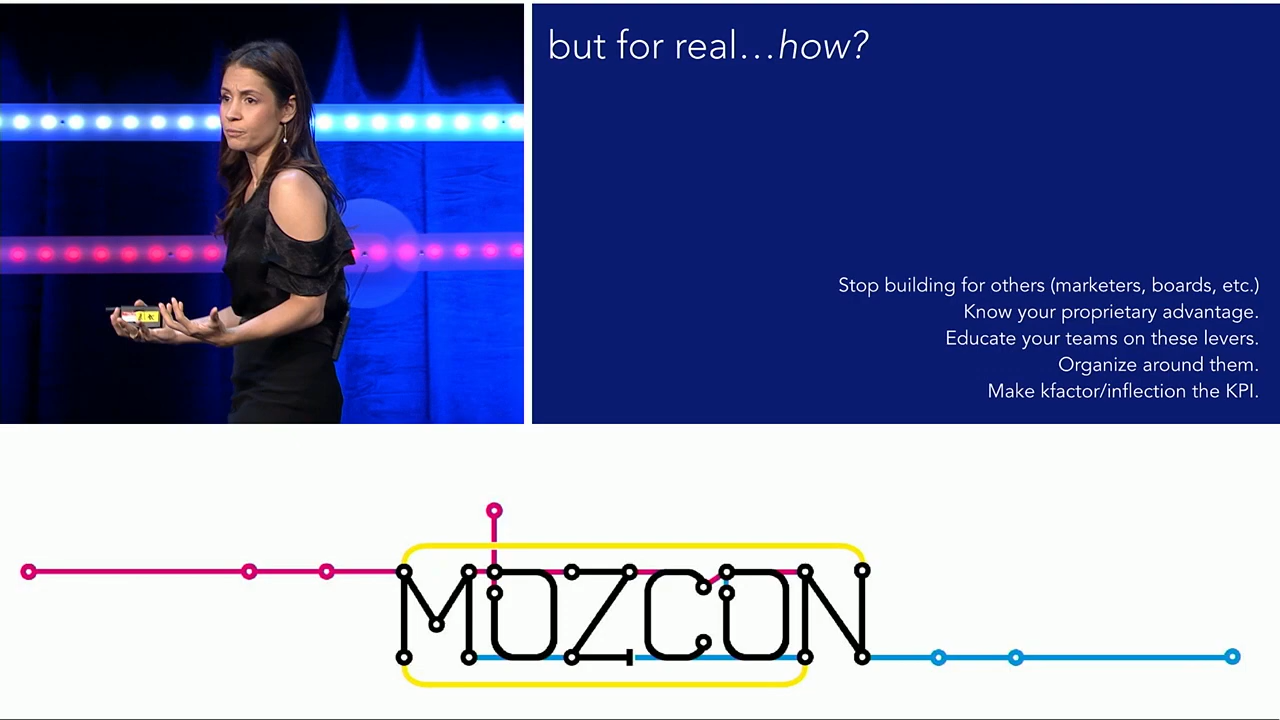 but for real...how?
Stop building for others (marketers, boards, etc.)
Know your proprietary advantage.
Educate your teams on these levers.
Organize around them.
Make kfactor/inflection the KPI.
MOZCON